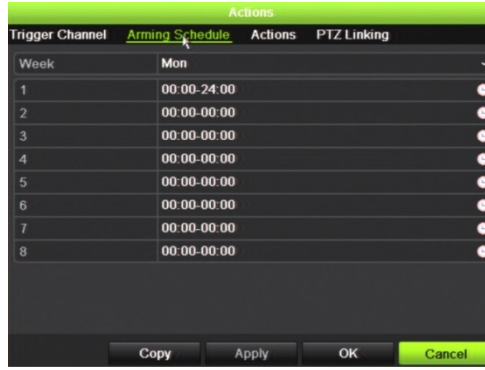 Actions
Trigger Channel Arming Schedule Actions PTZ Linking
Week Mon
1 00:00-24:00
2 00:00-00:00
3 00:00-00:00
4 00:00-00:00
5 00:00-00:00
6 00:00-00:00
7 00:00-00:00
8 00:00-00:00
Copy Apply OK Cancel